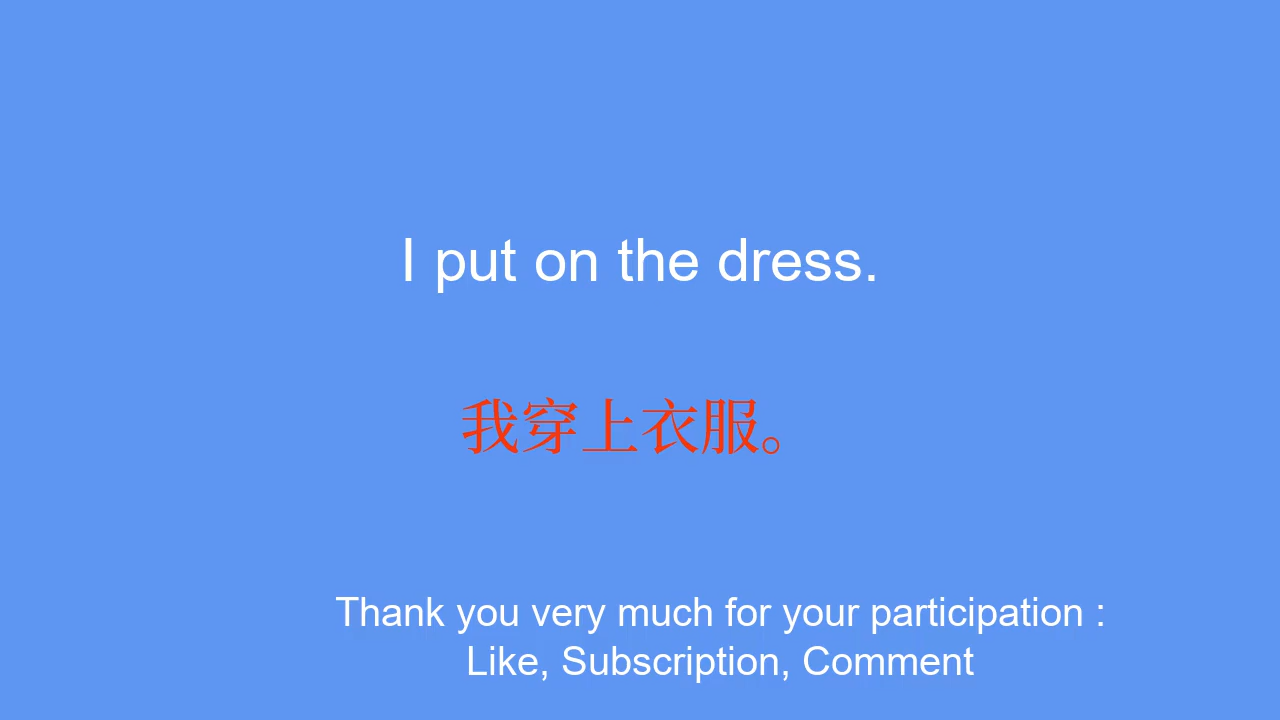 I put on the dress.
我穿上衣服。
Thank you very much for your participation :
Like, Subscription, Comment